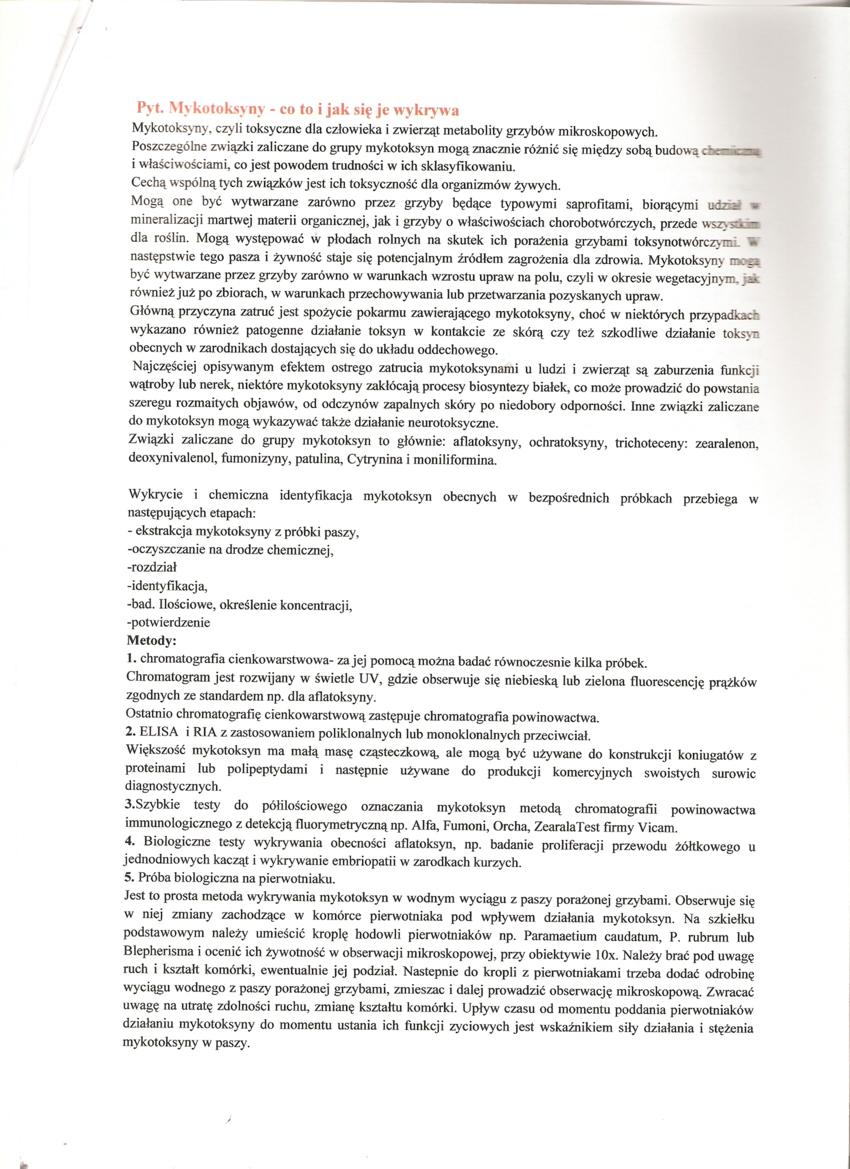 Pyt. Mykotoksyny - co to i jak się je wykrywa
Mykotoksyny, czyli toksyczne dla człowieka i zwierząt metabolity grzybów mikroskopowych.
Poszczególne związki zaliczane do grupy mykotoksyn mogą znacznie różnić się między sobą budową chemiczną
i właściwościami, co jest powodem trudności w ich sklasyfikowaniu.
Cechą wspólną tych związków jest ich toksyczność dla organizmów żywych.
Mogą one być wytwarzane zarówno przez grzyby będące typowymi saprofitami, biorącymi udział w
mineralizacji martwej materii organicznej, jak i grzyby o właściwościach chorobotwórczych, przede wszystkim
dla roślin. Mogą występować w płodach rolnych na skutek ich porażenia grzybami toksynotwórczymi. W
następstwie tego pasza i żywność staje się potencjalnym źródłem zagrożenia dla zdrowia. Mykotoksyny mogą
być wytwarzane przez grzyby zarówno w warunkach wzrostu upraw na polu, czyli w okresie wegetacyjnym, jak
również już po zbiorach, w warunkach przechowywania lub przetwarzania pozyskanych upraw.
Główną przyczyna zatruć jest spożycie pokarmu zawierającego mykotoksyny, choć w niektórych przypadkach
wykazano również patogenne działanie toksyn w kontakcie ze skórą czy też szkodliwe działanie toksyn
obecnych w zarodnikach dostających się do układu oddechowego.
Najczęściej opisywanym efektem ostrego zatrucia mykotoksynami u ludzi i zwierząt są zaburzenia funkcji
wątroby lub nerek, niektóre mykotoksyny zakłócają procesy biosyntezy białek, co może prowadzić do powstania
szeregu rozmaitych objawów, od odczynów zapalnych skóry po niedobory odporności. Inne związki zaliczane
do mykotoksyn mogą wykazywać także działanie neurotoksyczne.
Związki zaliczane do grupy mykotoksyn to głównie: aflatoksyny, ochratoksyny, trichoteceny: zearalenon,
deoxynivalenol, fumonizyny, patulina, Cytrynina i moniliformina.
Wykrycie i chemiczna identyfikacja mykotoksyn obecnych w bezpośrednich próbkach przebiega w
następujących etapach:
- ekstrakcja mykotoksyny z próbki paszy,
-oczyszczanie na drodze chemicznej,
-rozdział
-identyfikacja,
-bad. Ilościowe, określenie koncentracji,
-potwierdzenie
Metody:
1. chromatografia cienkowarstwowa- za jej pomocą można badać równoczesnie kilka próbek.
Chromatogram jest rozwijany w świetle UV, gdzie obserwuje się niebieską lub zielona fluorescencję prążków
zgodnych ze standardem np. dla aflatoksyny.
Ostatnio chromatografię cienkowarstwową zastępuje chromatografia powinowactwa.
2. ELISA i RIA z zastosowaniem poliklonalnych lub monoklonalnych przeciwciał.
Większość mykotoksyn ma małą masę cząsteczkową, ale mogą być używane do konstrukcji koniugatów z
proteinami lub polipeptydami i następnie używane do produkcji komercyjnych swoistych surowic
diagnostycznych.
3.Szybkie testy do półilościowego oznaczania mykotoksyn metodą chromatografii powinowactwa
immunologicznego z detekcją fluorymetryczną np. Alfa, Fumoni, Orcha, ZearalaTest firmy Vicam.
4. Biologiczne testy wykrywania obecności aflatoksyn, np. badanie proliferacji przewodu żółtkowego u
jednodniowych kacząt i wykrywanie embriopatii w zarodkach kurzych.
5. Próba biologiczna na pierwotniaku.
Jest to prosta metoda wykrywania mykotoksyn w wodnym wyciągu z paszy porażonej grzybami. Obserwuje się
w niej zmiany zachodzące w komórce pierwotniaka pod wpływem działania mykotoksyn. Na szkiełku
podstawowym należy umieścić kroplę hodowli pierwotniaków np. Paramaetium caudatum, P. rubrum lub
Blepherisma i ocenić ich żywotność w obserwacji mikroskopowej, przy obiektywie 10x. Należy brać pod uwagę
ruch i kształt komórki, ewentualnie jej podział. Nastepnie do kropli z pierwotniakami trzeba dodać odrobinę
wyciągu wodnego z paszy porażonej grzybami, zmieszac i dalej prowadzić obserwację mikroskopową. Zwracać
uwagę na utratę zdolności ruchu, zmianę kształtu komórki. Upływ czasu od momentu poddania pierwotniaków
działaniu mykotoksyny do momentu ustania ich funkcji zyciowych jest wskaźnikiem siły działania i stężenia
mykotoksyny w paszy.